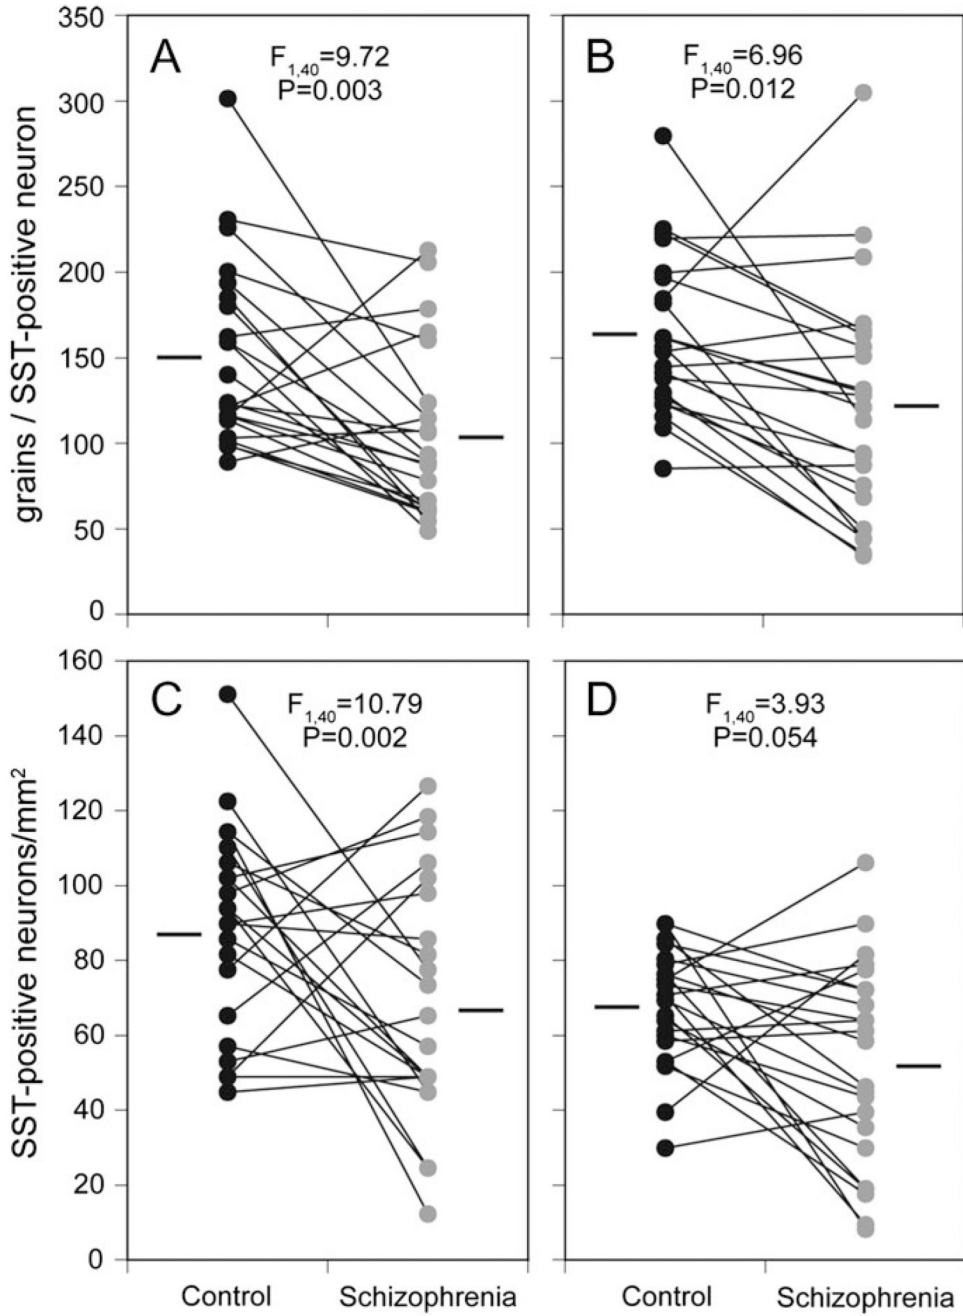 350
300
250
200
150
100
50
0
grains / SST-positive neuron
A
F1,40=9.72
P=0.003
B
F1,40=6.96
P=0.012
160
140
120
100
80
60
40
20
0
SST-positive neurons/mm²
C
F1,40=10.79
P=0.002
D
F1,40=3.93
P=0.054
Control Schizophrenia
Control Schizophrenia